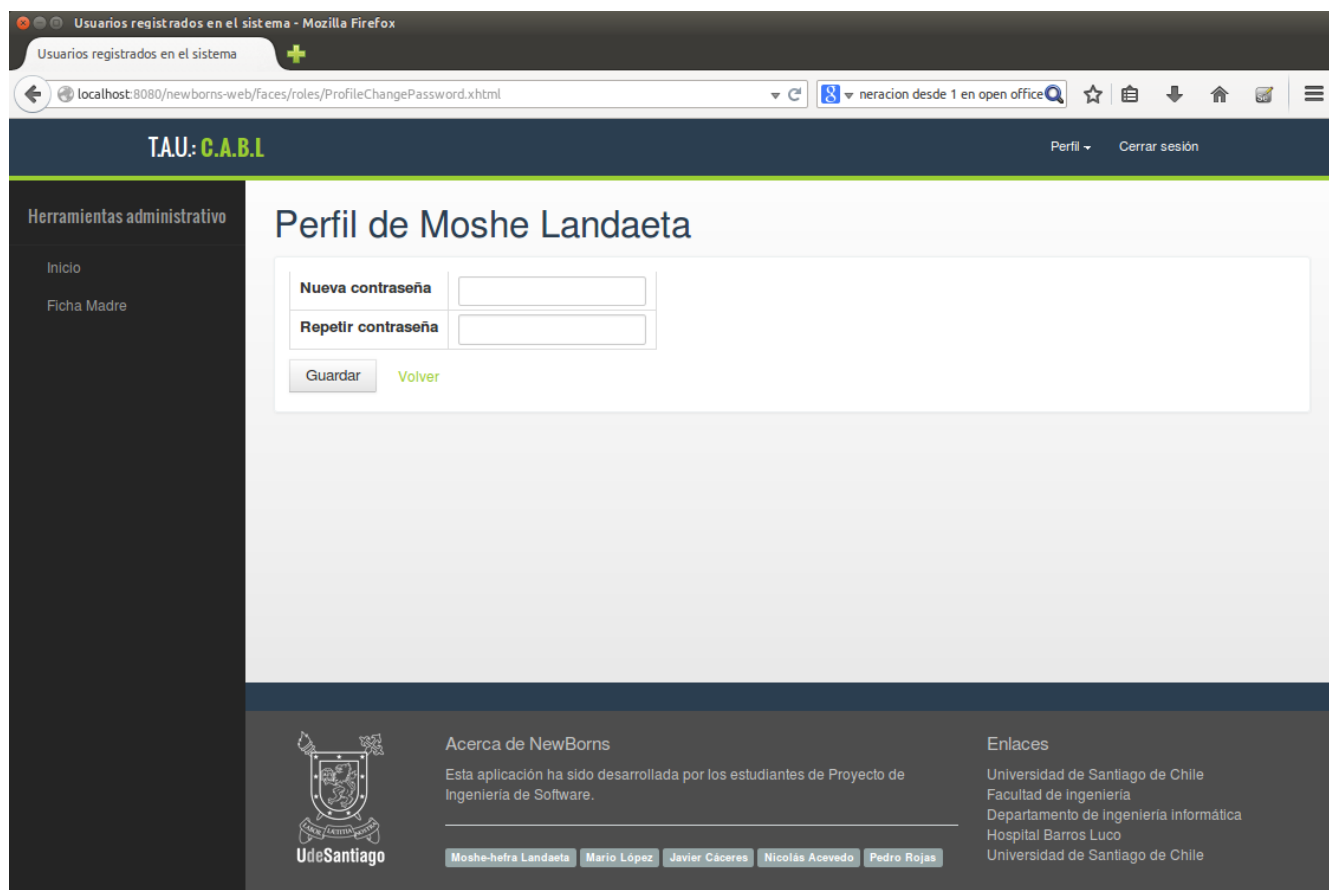 Usuarios registrados en el sistema - Mozilla Firefox
Usuarios registrados en el sistema
localhost:8080/newborns-web/faces/roles/ProfileChangePassword.xhtml
8 neracion desde 1 en open office
T.A.U.: C.A.B.L
Perfil
Cerrar sesión
Herramientas administrativo
Inicio
Ficha Madre
Perfil de Moshe Landaeta
Nueva contraseña
Repetir contraseña
Guardar
Volver
LABOR LÆTITIA NOSTRA
UdeSantiago
Acerca de NewBorns
Esta aplicación ha sido desarrollada por los estudiantes de Proyecto de
Ingeniería de Software.
Moshe-hefra Landaeta Mario López Javier Cáceres Nicolás Acevedo Pedro Rojas
Enlaces
Universidad de Santiago de Chile
Facultad de ingeniería
Departamento de ingeniería informática
Hospital Barros Luco
Universidad de Santiago de Chile